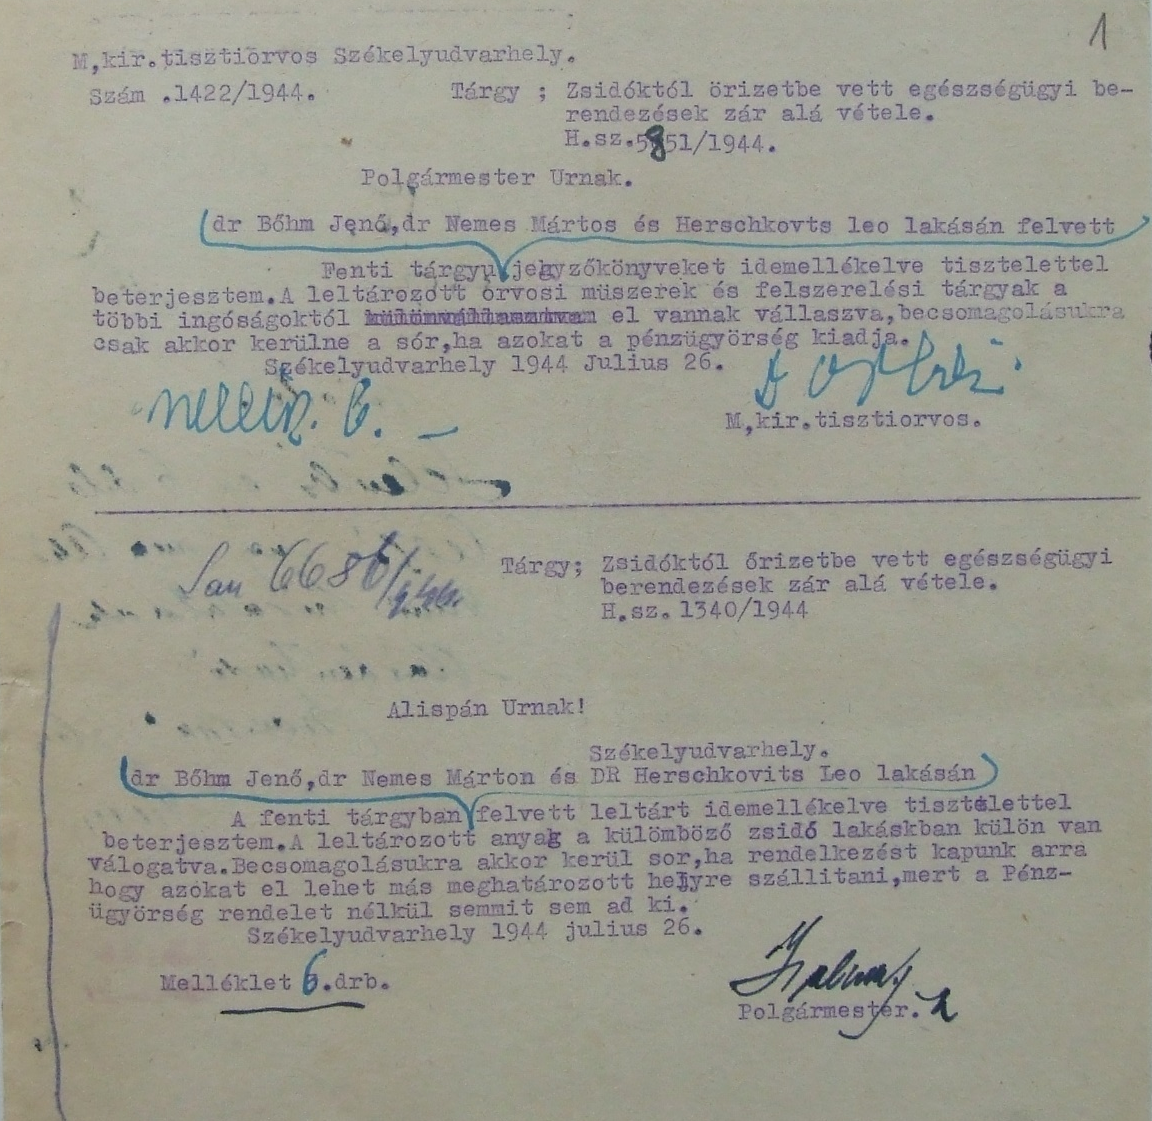 1
M,kir.tisztiorvos Székelyudvarhely.
Szám .1422/1944. Tárgy ; Zsidóktól örizetbe vett egészségügyi be-
rendezések zár alá vétele.
H.sz.5851/1944.
Polgármester Urnak.
dr Bőhm Jenő,dr Nemes Mártos és Herschkovts leo lakásán felvett
Fenti tárgyu jegyzőkönyveket idemellékelve tisztelettel
beterjesztem.A leltározott orvosi müszerek és felszerelési tárgyak a
többi ingóságoktól el vannak vállaszva,becsomagolásukra
csak akkor kerülne a sór,ha azokat a pénzügyörség kiadja.
Székelyudvarhely 1944 Julius 26.
M,kir.tisztiorvos.
Tárgy; Zsidóktól őrizetbe vett egészségügyi
berendezések zár alá vétele.
H.sz. 1340/1944
Alispán Urnak!
Székelyudvarhely.
dr Bőhm Jenő,dr Nemes Márton és DR Herschkovits Leo lakásán
A fenti tárgyban felvett leltárt idemellékelve tisztelettel
beterjesztem.A leltározott anyag a külömböző zsidó lakáskban külön van
válogatva.Becsomagolásukra akkor kerül sor,ha rendelkezést kapunk arra
hogy azokat el lehet más meghatározott helyre szállitani,mert a Pénz-
ügyörség rendelet nélkül semmit sem ad ki.
Székelyudvarhely 1944 julius 26.
Melléklet 6.drb.
Polgármester.